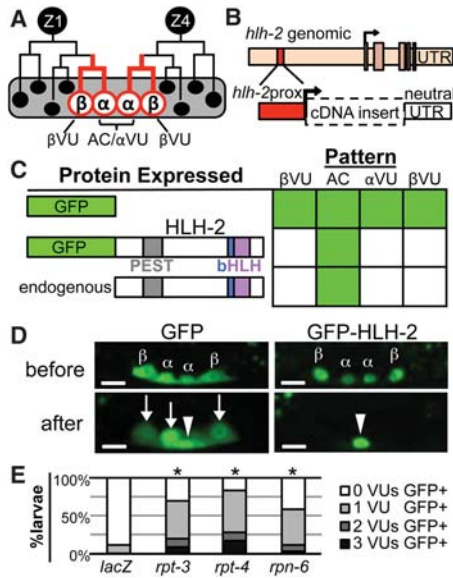 A
Z1
Z4
β
α
α
β
βVU
AC/αVU
βVU
B
hlh-2 genomic
UTR
hlh-2prox
neutral
cDNA insert
UTR
C
Protein Expressed
Pattern
βVU
AC
αVU
βVU
GFP
HLH-2
GFP
PEST
bHLH
endogenous
D
GFP
GFP-HLH-2
before
β
α
α
β
β
α
α
β
after
E
%larvae
100%
50%
0%
*
*
*
lacZ
rpt-3
rpt-4
rpn-6
0 VUs GFP+
1 VU GFP+
2 VUs GFP+
3 VUs GFP+